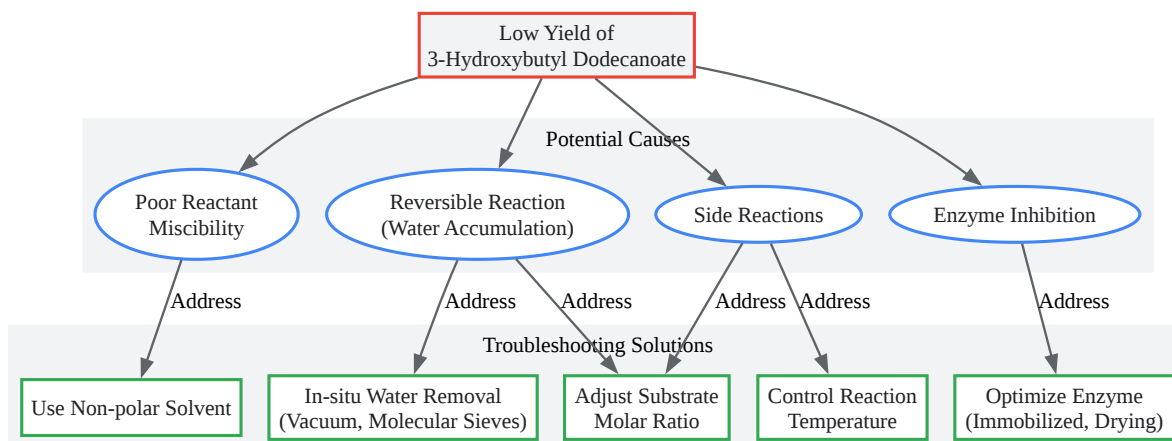 Low Yield of
3-Hydroxybutyl Dodecanoate
Potential Causes
Poor Reactant
Miscibility
Reversible Reaction
(Water Accumulation)
Side Reactions
Enzyme Inhibition
Address
Address
Address
Address
Address
Address
Troubleshooting Solutions
Use Non-polar Solvent
In-situ Water Removal
(Vacuum, Molecular Sieves)
Adjust Substrate
Molar Ratio
Control Reaction
Temperature
Optimize Enzyme
(Immobilized, Drying)